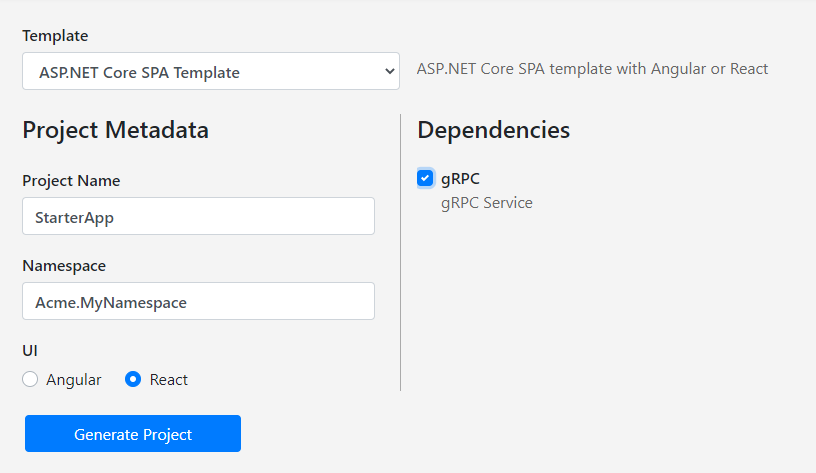 Template
ASP.NET Core SPA Template
ASP.NET Core SPA template with Angular or React
Project Metadata
Project Name
StarterApp
Namespace
Acme.MyNamespace
UI
Angular
React
Generate Project
Dependencies
gRPC
gRPC Service